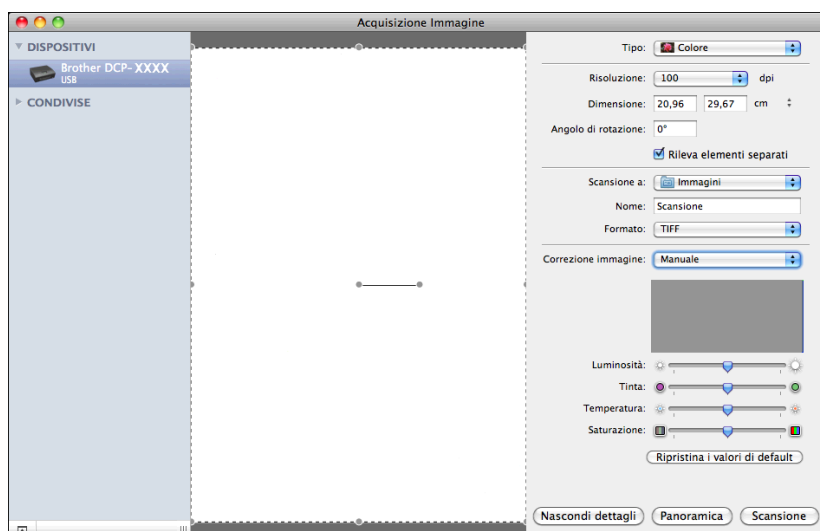 Acquisizione Immagine
DISPOSITIVI
Brother DCP-XXXX
USB
CONDIVISE
Tipo: Colore
Risoluzione: 100 dpi
Dimensione: 20,96 29,67 cm
Angolo di rotazione: 0°
Rileva elementi separati
Scansione a: Immagini
Nome: Scansione
Formato: TIFF
Correzione immagine: Manuale
Luminosità:
Tinta:
Temperatura:
Saturazione:
Ripristina i valori di default
Nascondi dettagli Panoramica Scansione